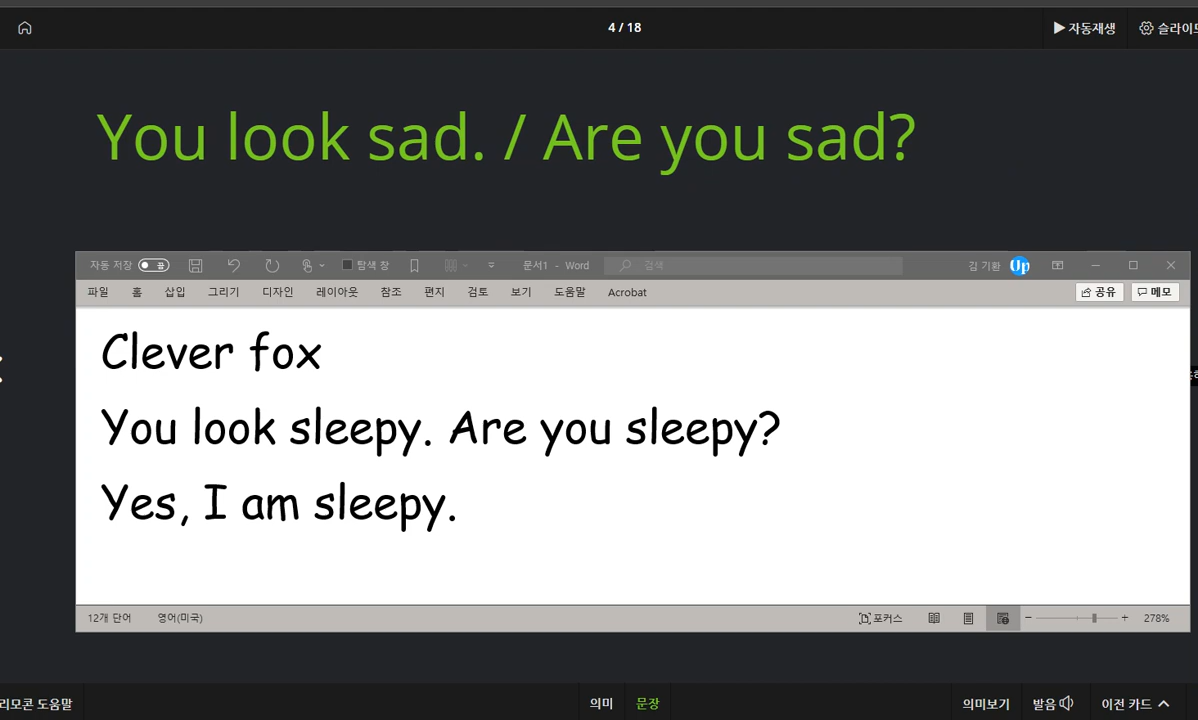 4 / 18
자동재생
슬라이드
You look sad. / Are you sad?
자동 저장 끔
탐색 창
문서1 - Word
검색
김 기환
Up
파일 홈 삽입 그리기 디자인 레이아웃 참조 편지 검토 보기 도움말 Acrobat
공유
메모
Clever fox
You look sleepy. Are you sleepy?
Yes, I am sleepy.
12개 단어
영어(미국)
포커스
278%
리모콘 도움말
의미
문장
의미보기
발음
이전 카드